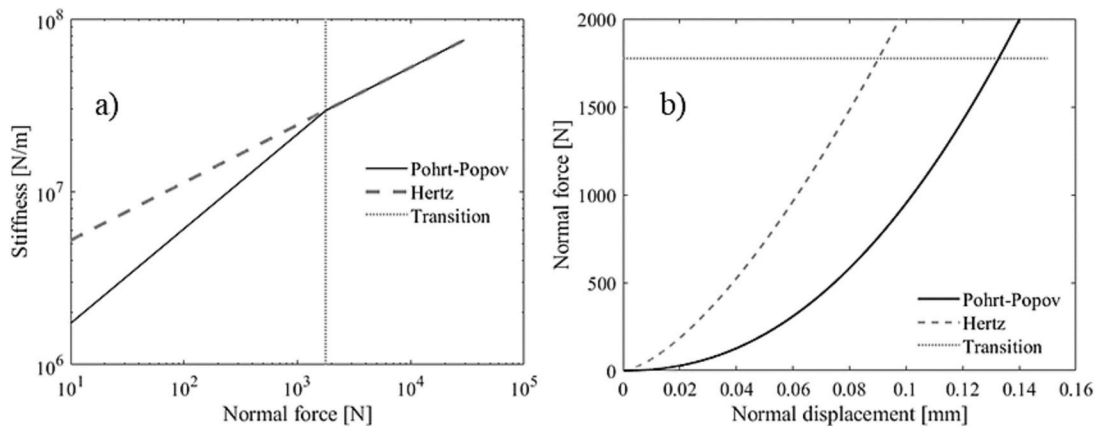 a)
Stiffness [N/m]
10^8
10^7
10^6
Pohrt-Popov
Hertz
Transition
10^1 10^2 10^3 10^4 10^5
Normal force [N]
b)
Normal force [N]
2000
1500
1000
500
0
Pohrt-Popov
Hertz
Transition
0 0.02 0.04 0.06 0.08 0.1 0.12 0.14 0.16
Normal displacement [mm]